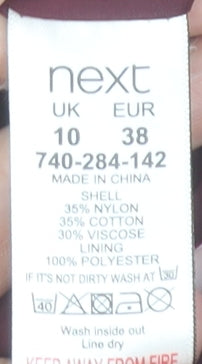 next
UK EUR
10 38
740-284-142
MADE IN CHINA
SHELL
35% NYLON
35% COTTON
30% VISCOSE
LINING
100% POLYESTER
IF IT'S NOT DIRTY WASH AT 30
40
Wash inside out
Line dry
KEEP AWAY FROM FIRE